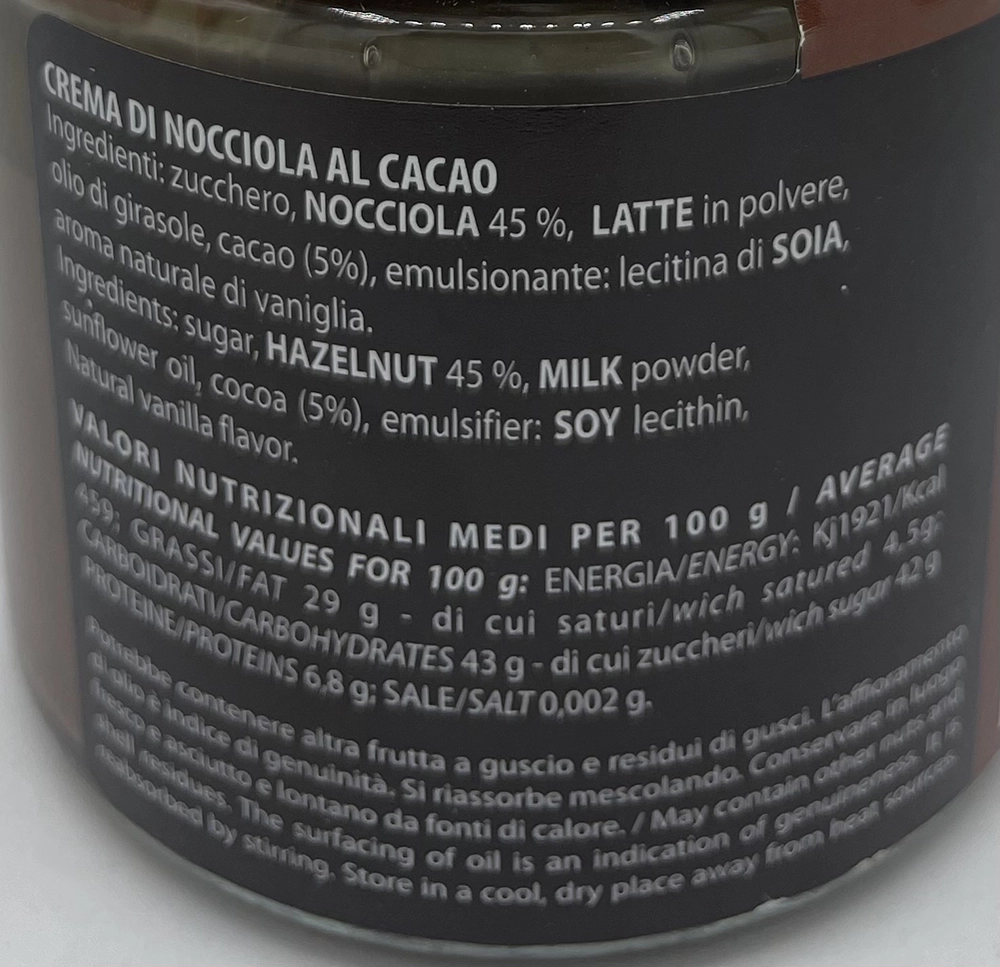 CREMA DI NOCCIOLA AL CACAO
Ingredienti: zucchero, NOCCIOLA 45 %, LATTE in polvere,
olio di girasole, cacao (5%), emulsionante: lecitina di SOIA,
aroma naturale di vaniglia.
Ingredients: sugar, HAZELNUT 45 %, MILK powder,
sunflower oil, cocoa (5%), emulsifier: SOY lecithin,
Natural vanilla flavor.
VALORI NUTRIZIONALI MEDI PER 100 g / AVERAGE
NUTRITIONAL VALUES FOR 100 g: ENERGIA/ENERGY: Kj1921/Kcal
459; GRASSI/FAT 29 g - di cui saturi/wich satured 4.5g;
CARBOIDRATI/CARBOHYDRATES 43 g - di cui zuccheri/wich sugar 42 g
PROTEINE/PROTEINS 6,8 g; SALE/SALT 0,002 g.
Potrebbe contenere altra frutta a guscio e residui di gusci. L'affioramento
di olio è indice di genuinità. Si riassorbe mescolando. Conservare in luogo
fresco e asciutto e lontano da fonti di calore. / May contain other nuts and
shall residues. The surfacing of oil is an indication of genuineness. It is
reabsorbed by stirring. Store in a cool, dry place away from heat sources.